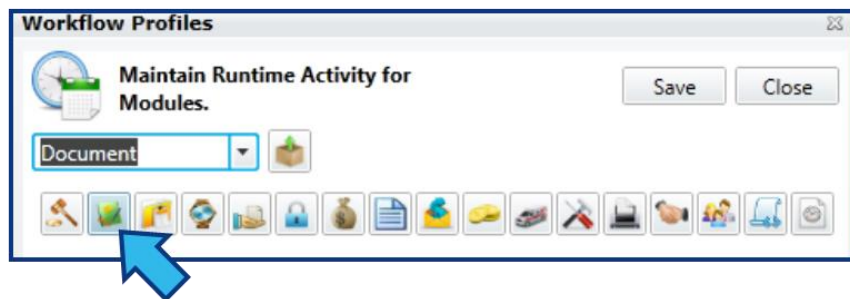 Workflow Profiles
Maintain Runtime Activity for
Modules.
Save Close
Document